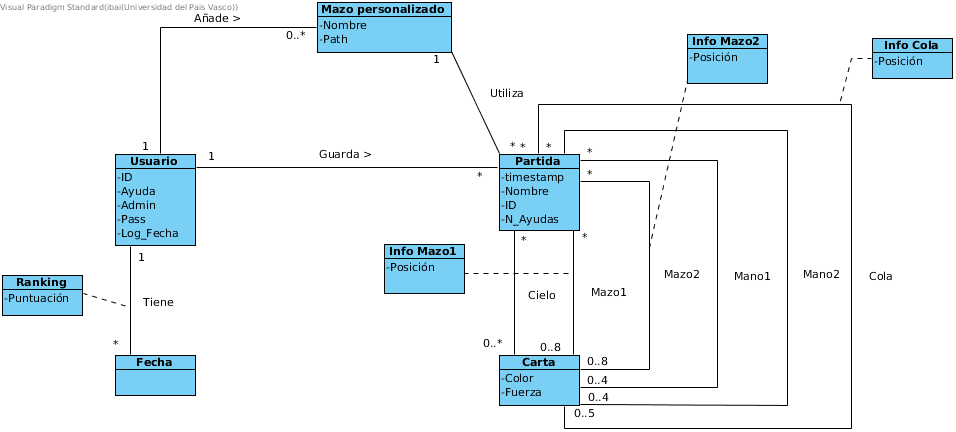 Visual Paradigm Standard(ibai(Universidad del Pais Vasco))
Añade >
0..*
Mazo personalizado
-Nombre
-Path
1
Info Mazo2
-Posición
Info Cola
-Posición
Utiliza
1
1
Guarda >
*
* *
*
*
*
Usuario
-ID
-Ayuda
-Admin
-Pass
-Log_Fecha
Partida
-timestamp
-Nombre
-ID
-N_Ayudas
1
*
*
Info Mazo1
-Posición
Ranking
-Puntuación
Tiene
Cielo
Mazo1
Mazo2
Mano1
Mano2
Cola
*
0..*
0..8
Fecha
Carta
-Color
-Fuerza
0..8
0..4
0..4
0..5